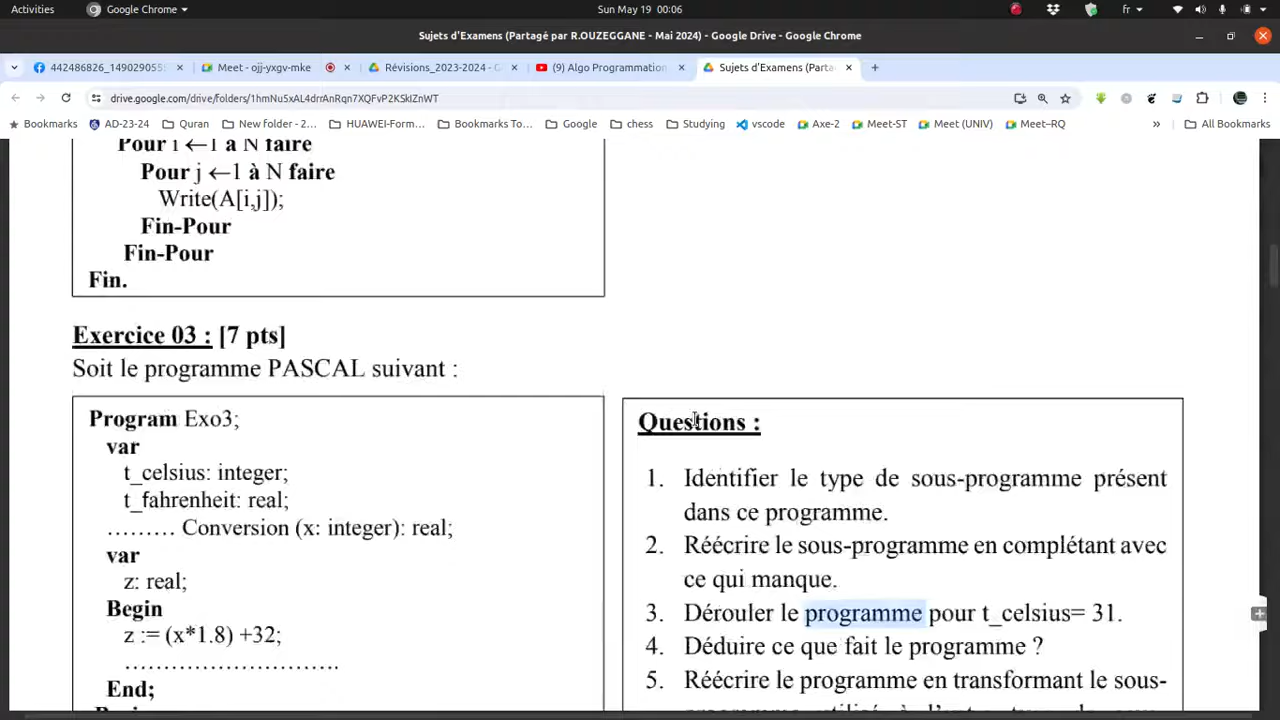 Activities
Google Chrome
Sun May 19 00:06
fr
Sujets d'Examens (Partagé par R.OUZEGGANE - Mai 2024) - Google Drive - Google Chrome
442486826_1490290555
Meet - ojj-yxgv-mke
Révisions_2023-2024 - G
(9) Algo Programmation
Sujets d'Examens (Parta
drive.google.com/drive/folders/1hmNu5xAL4drrAnRqn7XQFvP2KSkIZnWT
Bookmarks
AD-23-24
Quran
New folder - 2...
HUAWEI-Form...
Bookmarks To...
Google
chess
Studying
vscode
Axe-2
Meet-ST
Meet (UNIV)
Meet–RQ
»
All Bookmarks
Pour i ←1 à N faire
Pour j ←1 à N faire
Write(A[i,j]);
Fin-Pour
Fin-Pour
Fin.
Exercice 03 : [7 pts]
Soit le programme PASCAL suivant :
Program Exo3;
var
t_celsius: integer;
t_fahrenheit: real;
……… Conversion (x: integer): real;
var
z: real;
Begin
z := (x*1.8) +32;
……………………….
End;
Questions :
1. Identifier le type de sous-programme présent
dans ce programme.
2. Réécrire le sous-programme en complétant avec
ce qui manque.
3. Dérouler le programme pour t_celsius= 31.
4. Déduire ce que fait le programme ?
5. Réécrire le programme en transformant le sous-